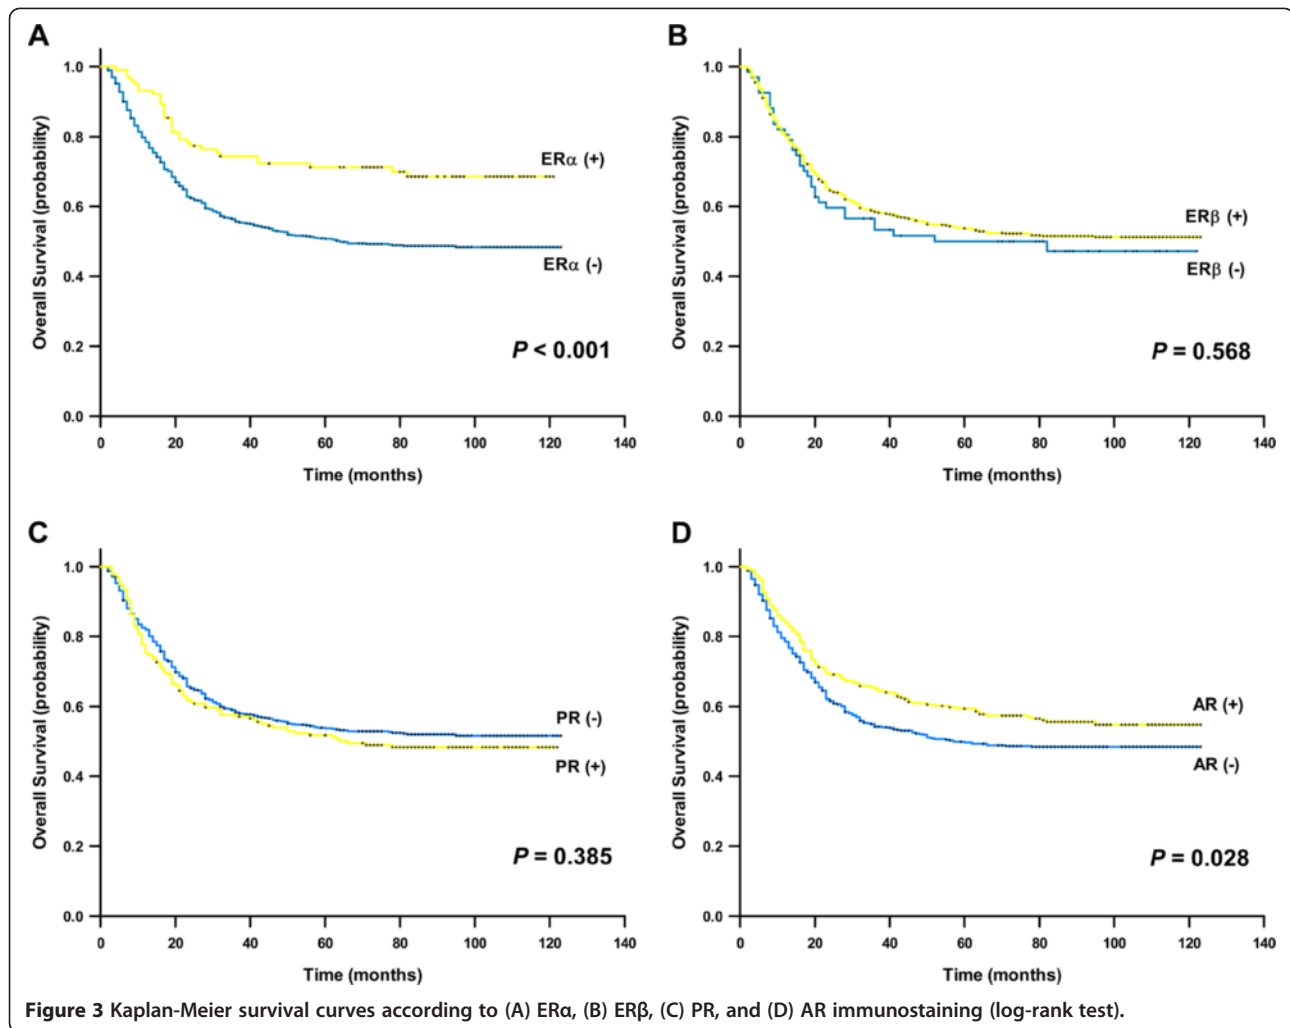 A
Overall Survival (probability)
1.0
0.8
0.6
0.4
0.2
0.0
ERα (+)
ERα (-)
P < 0.001
0 20 40 60 80 100 120 140
Time (months)
B
Overall Survival (probability)
1.0
0.8
0.6
0.4
0.2
0.0
ERβ (+)
ERβ (-)
P = 0.568
0 20 40 60 80 100 120 140
Time (months)
C
Overall Survival (probability)
1.0
0.8
0.6
0.4
0.2
0.0
PR (-)
PR (+)
P = 0.385
0 20 40 60 80 100 120 140
Time (months)
D
Overall Survival (probability)
1.0
0.8
0.6
0.4
0.2
0.0
AR (+)
AR (-)
P = 0.028
0 20 40 60 80 100 120 140
Time (months)
Figure 3 Kaplan-Meier survival curves according to (A) ERα, (B) ERβ, (C) PR, and (D) AR immunostaining (log-rank test).